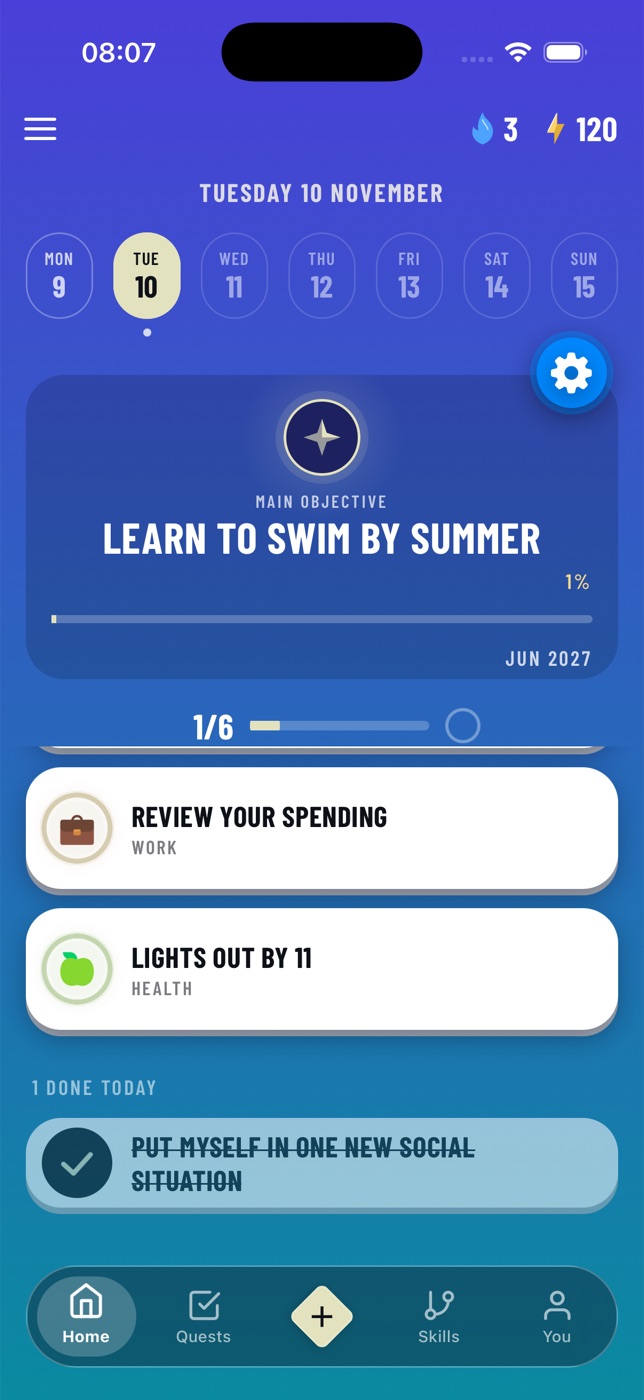 08:07
3 120
TUESDAY 10 NOVEMBER
MON TUE WED THU FRI SAT SUN
9 10 11 12 13 14 15
MAIN OBJECTIVE
LEARN TO SWIM BY SUMMER
1%
JUN 2027
1/6
REVIEW YOUR SPENDING
WORK
LIGHTS OUT BY 11
HEALTH
1 DONE TODAY
PUT MYSELF IN ONE NEW SOCIAL
SITUATION
Home Quests Skills You